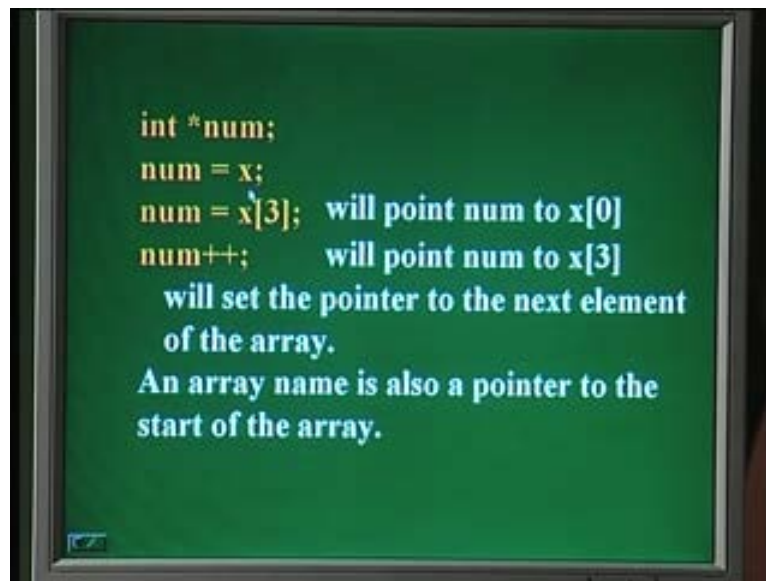 int *num;
num = x;
num = x[3]; will point num to x[0]
num++; will point num to x[3]
will set the pointer to the next element
of the array.
An array name is also a pointer to the
start of the array.